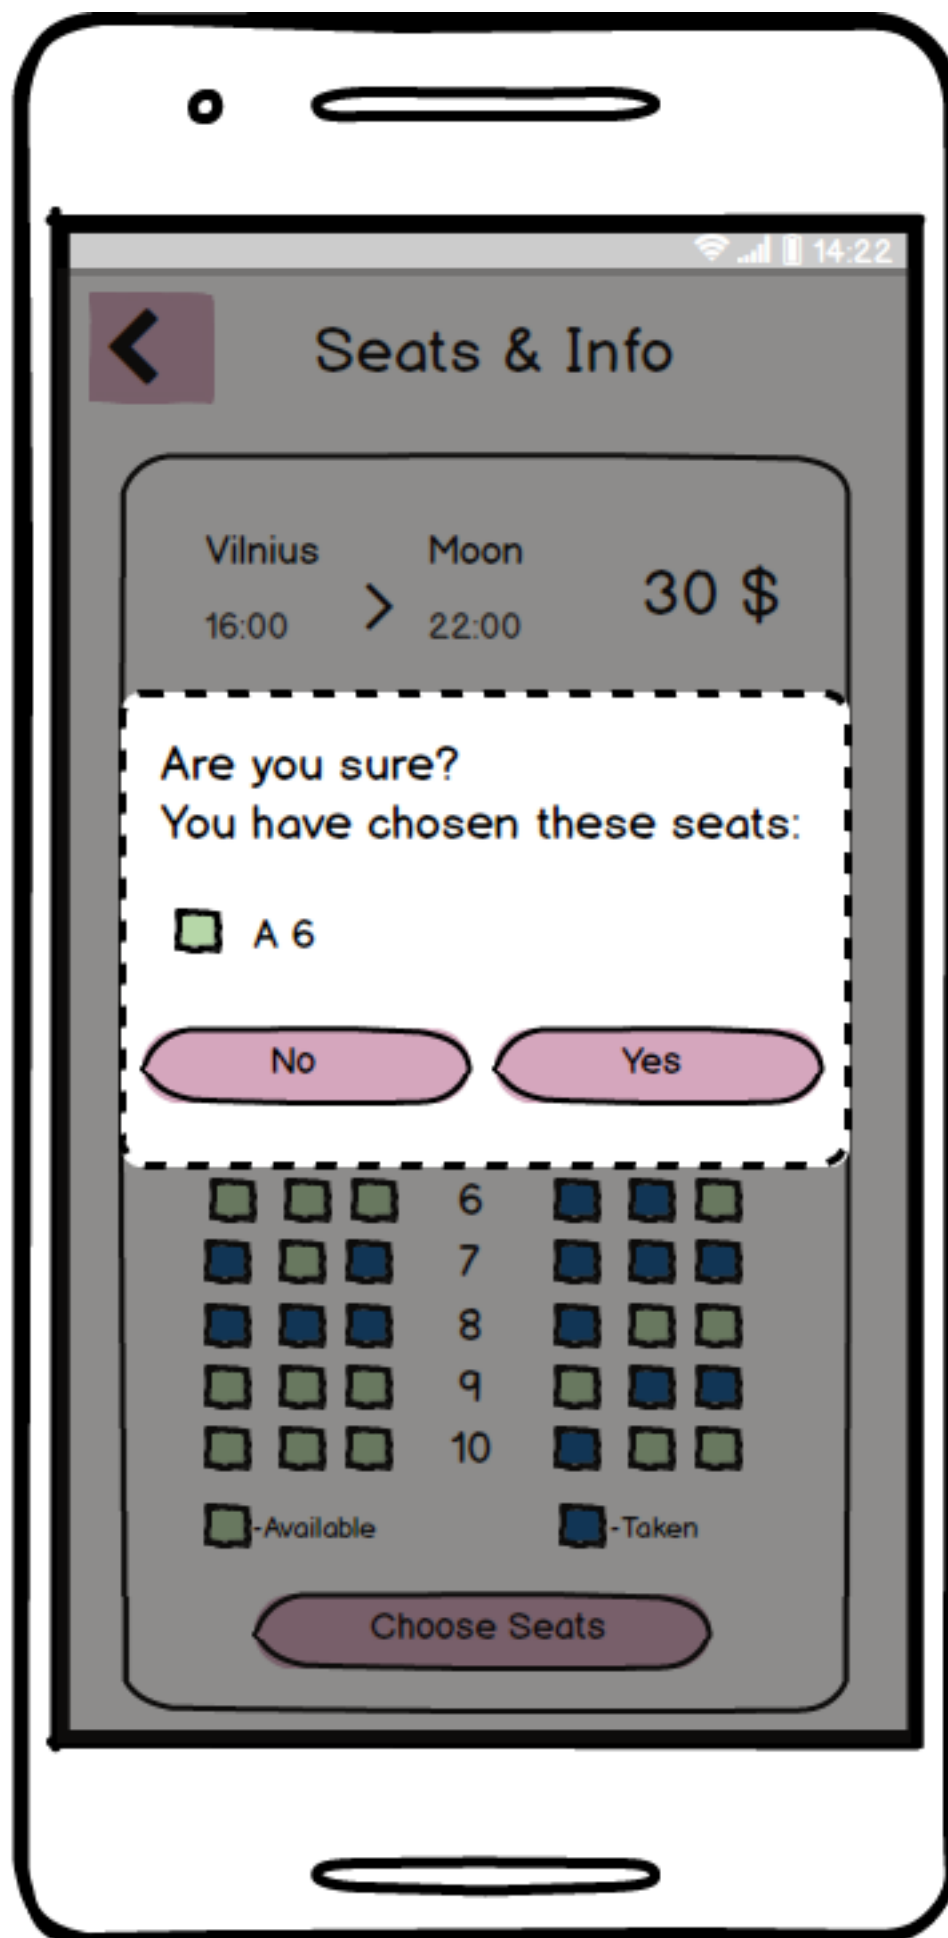 14:22
Seats & Info
Vilnius Moon
30 $
16:00 > 22:00
Are you sure?
You have chosen these seats:
A 6
No Yes
6
7
8
9
10
-Available -Taken
Choose Seats